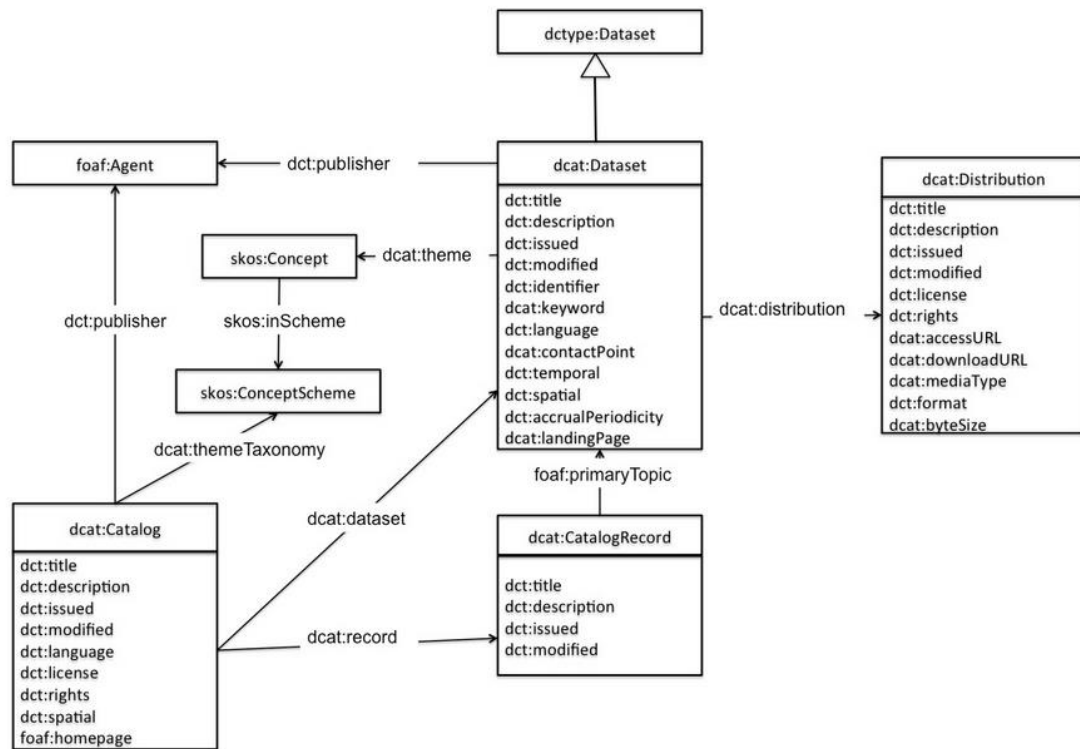 dctype:Dataset
foaf:Agent
dct:publisher
dcat:Dataset
dct:title
dct:description
dct:issued
dct:modified
dct:identifier
dcat:keyword
dct:language
dcat:contactPoint
dct:temporal
dct:spatial
dct:accrualPeriodicity
dcat:landingPage
dcat:Distribution
dct:title
dct:description
dct:issued
dct:modified
dct:license
dct:rights
dcat:accessURL
dcat:downloadURL
dcat:mediaType
dct:format
dcat:byteSize
skos:Concept
dcat:theme
skos:inScheme
dct:publisher
dcat:distribution
skos:ConceptScheme
dcat:themeTaxonomy
foaf:primaryTopic
dcat:Catalog
dct:title
dct:description
dct:issued
dct:modified
dct:language
dct:license
dct:rights
dct:spatial
foaf:homepage
dcat:dataset
dcat:record
dcat:CatalogRecord
dct:title
dct:description
dct:issued
dct:modified